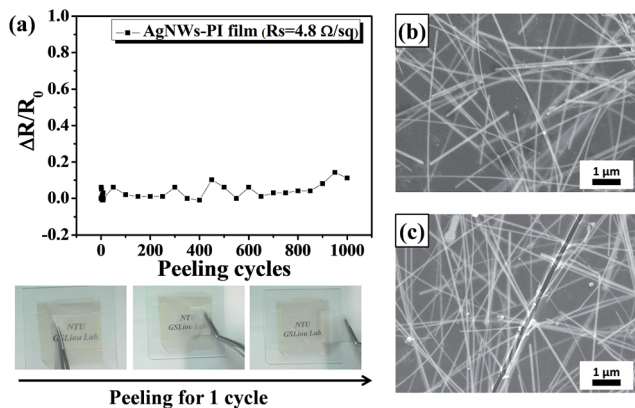 (a)
AgNWs-PI film (Rs=4.8 Ω/sq)
ΔR/R0
1.0
0.8
0.6
0.4
0.2
0.0
-0.2
0 200 400 600 800 1000
Peeling cycles
NTU
GSLiou Lab.
NTU
GSLiou Lab.
NTU
GSLiou Lab.
Peeling for 1 cycle
(b)
1 μm
(c)
1 μm